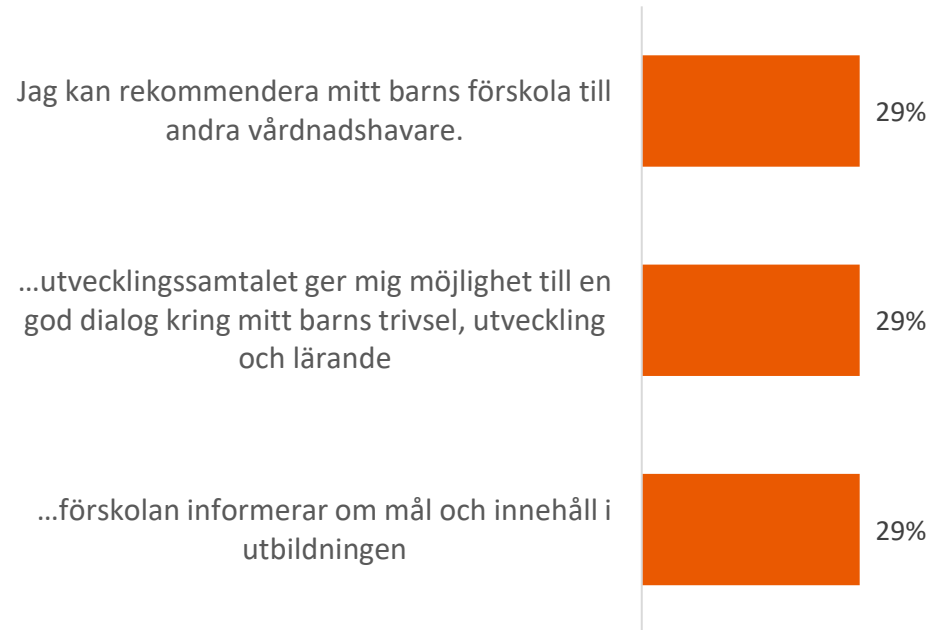 Jag kan rekommendera mitt barns förskola till
andra vårdnadshavare.
29%
...utvecklingssamtalet ger mig möjlighet till en
god dialog kring mitt barns trivsel, utveckling
och lärande
29%
...förskolan informerar om mål och innehåll i
utbildningen
29%